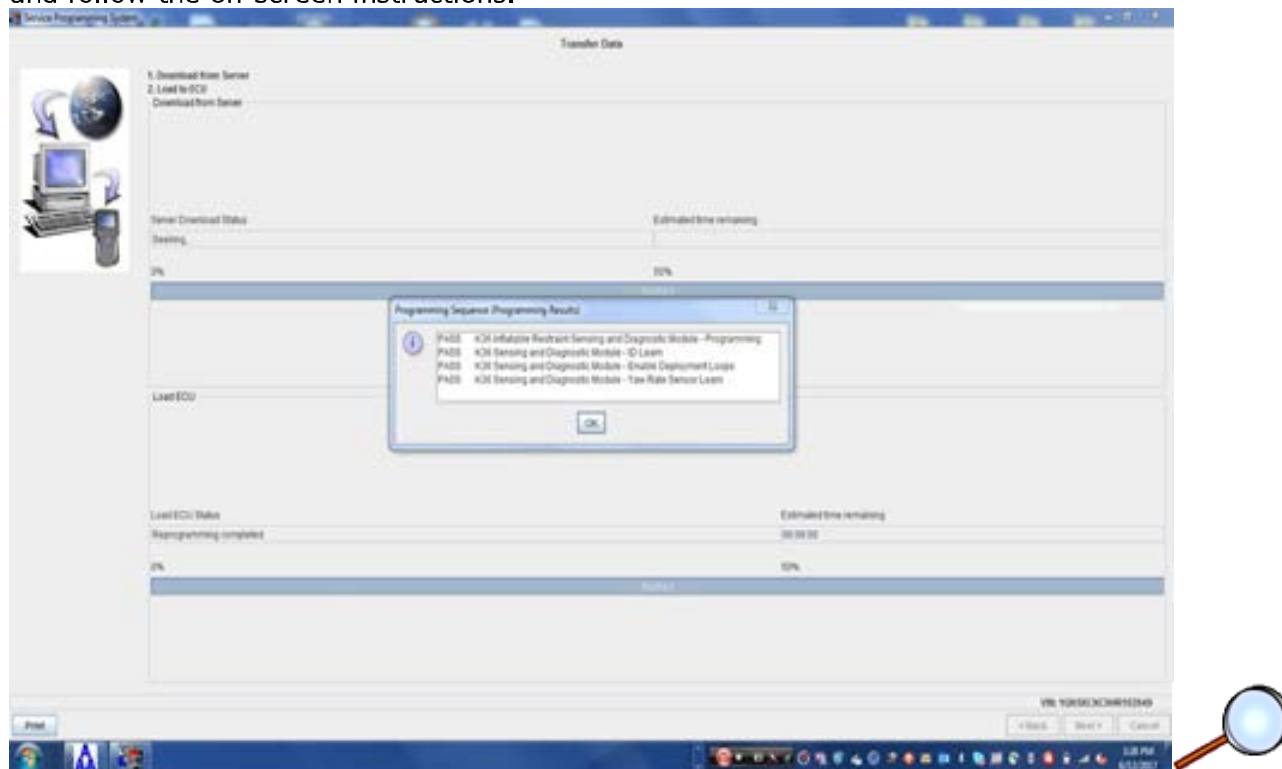 and follow the on-screen instructions.
Service Programming System
Transfer Data
1. Download from Server
2. Load to ECU
Download from Server
Server Download Status
Estimated time remaining
0%
50%
Programming Sequence (Programming Results)
PASS K36 Inflatable Restraint Sensing and Diagnostic Module - Programming
PASS K36 Sensing and Diagnostic Module - ID Learn
PASS K36 Sensing and Diagnostic Module - Enable Deployment Loops
PASS K36 Sensing and Diagnostic Module - Yaw Rate Sensor Learn
OK
Load ECU
Load ECU Status
Estimated time remaining
Reprogramming completed
00:00:00
0%
50%
VIN:
Print
< Back
Next >
Cancel
3:28 PM